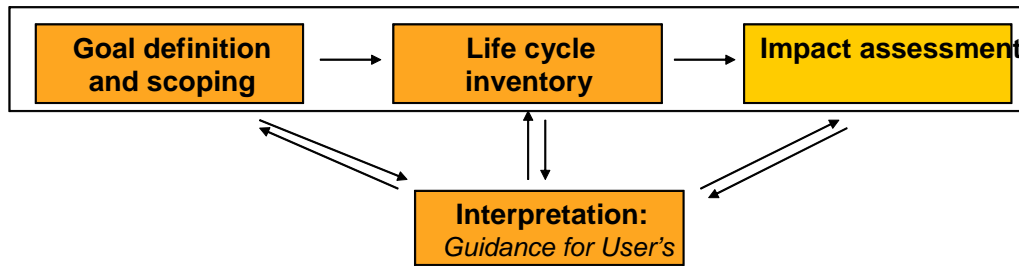 Goal definition
and scoping
Life cycle
inventory
Impact assessment
Interpretation:
Guidance for User's